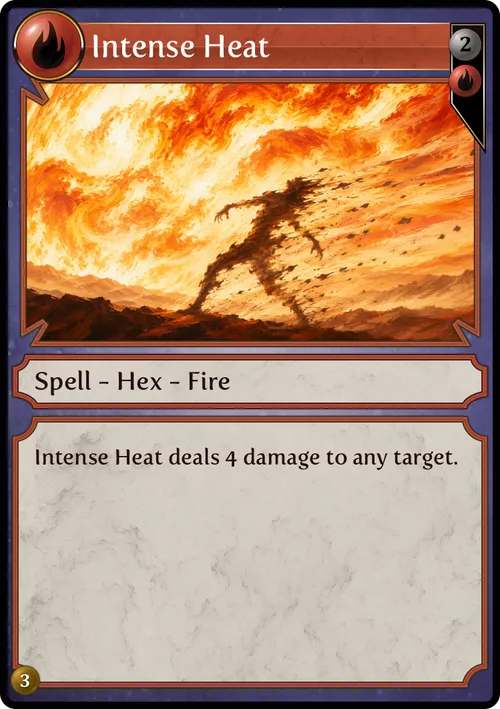 Intense Heat
2
Spell - Hex - Fire
Intense Heat deals 4 damage to any target.
3